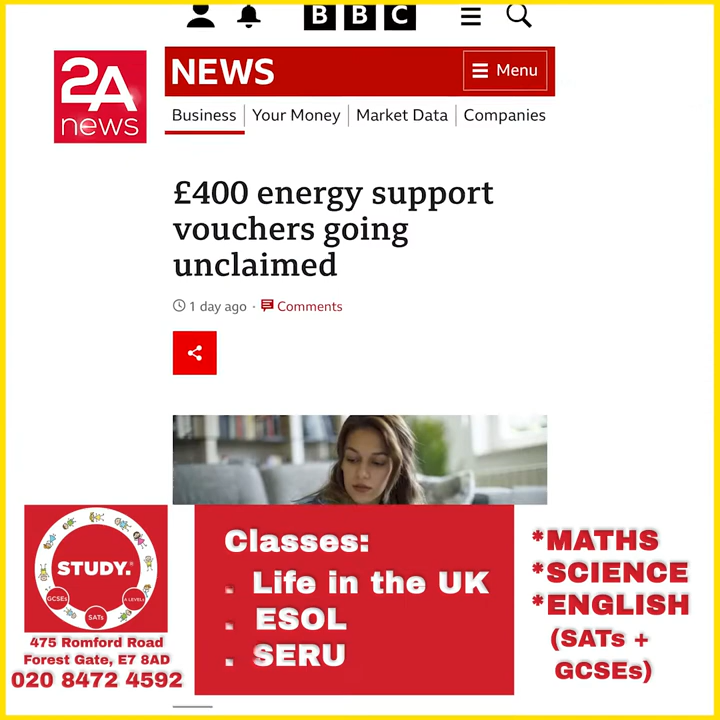 BBC
2A
news
NEWS
Menu
Business
Your Money
Market Data
Companies
£400 energy support
vouchers going
unclaimed
1 day ago · Comments
STUDY.
GCSEs
SATs
A LEVELs
475 Romford Road
Forest Gate, E7 8AD
020 8472 4592
Classes:
. Life in the UK
. ESOL
. SERU
*MATHS
*SCIENCE
*ENGLISH
(SATs +
GCSEs)